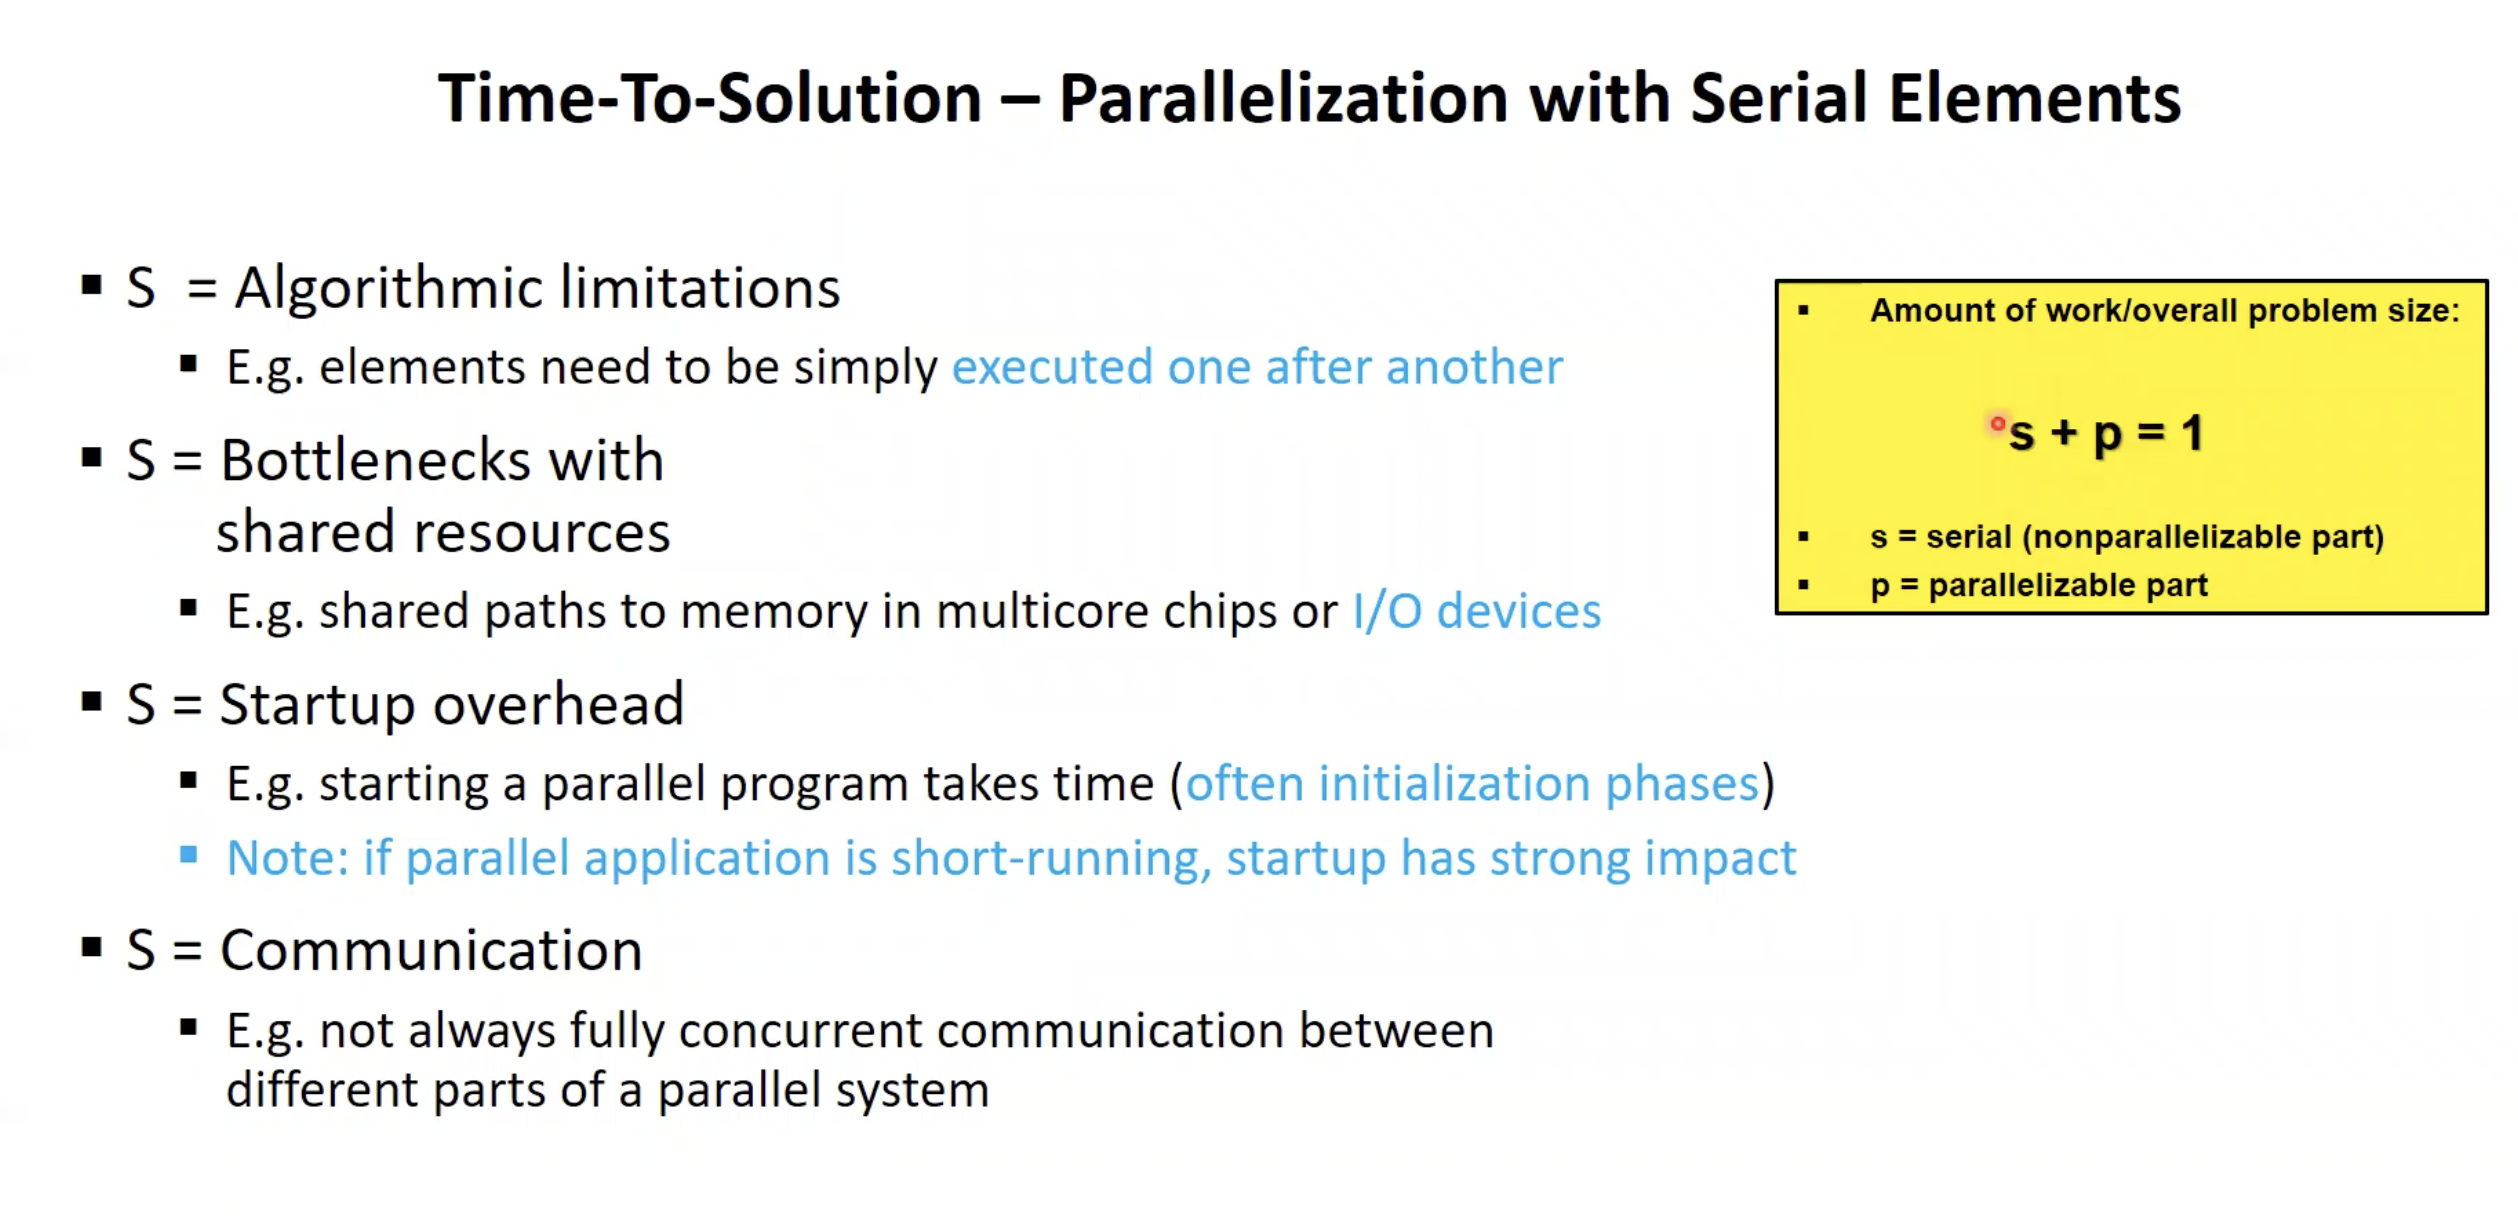 Time-To-Solution – Parallelization with Serial Elements
▪ S = Algorithmic limitations
▪ E.g. elements need to be simply executed one after another
▪ S = Bottlenecks with
shared resources
▪ E.g. shared paths to memory in multicore chips or I/O devices
▪ S = Startup overhead
▪ E.g. starting a parallel program takes time (often initialization phases)
▪ Note: if parallel application is short-running, startup has strong impact
▪ S = Communication
▪ E.g. not always fully concurrent communication between
different parts of a parallel system
▪ Amount of work/overall problem size:
s + p = 1
▪ s = serial (nonparallelizable part)
▪ p = parallelizable part